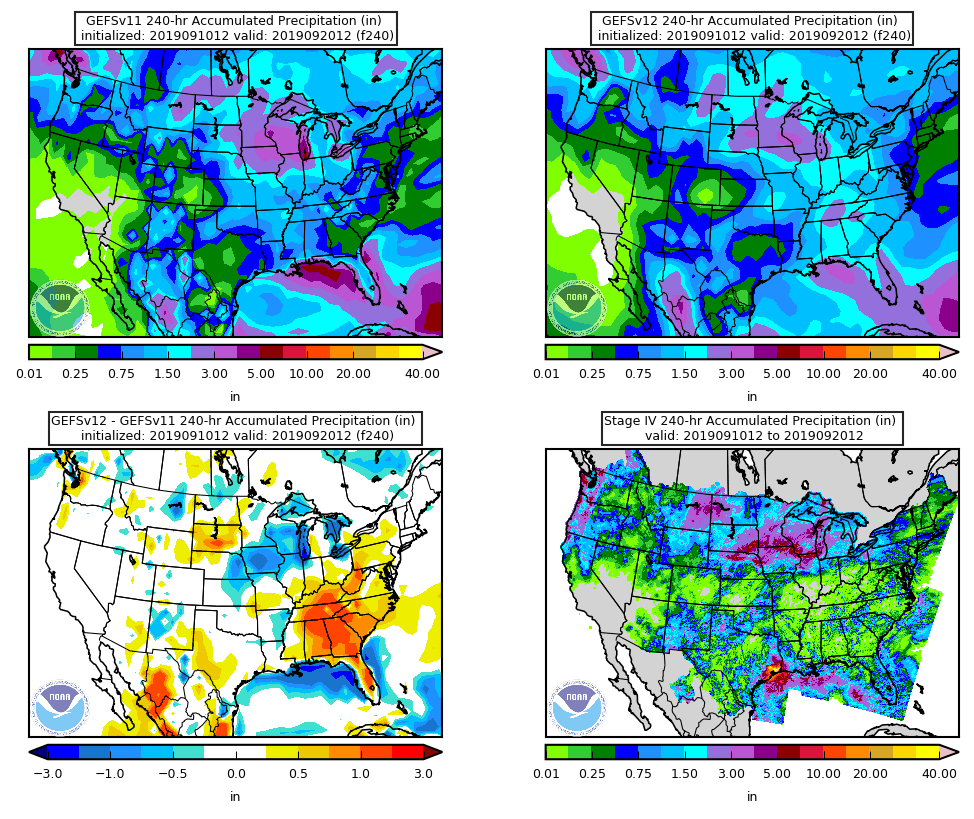 GEFSv11 240-hr Accumulated Precipitation (in)
initialized: 2019091012 valid: 2019092012 (f240)
NOAA
0.01 0.25 0.75 1.50 3.00 5.00 10.00 20.00 40.00
in
GEFSv12 240-hr Accumulated Precipitation (in)
initialized: 2019091012 valid: 2019092012 (f240)
NOAA
0.01 0.25 0.75 1.50 3.00 5.00 10.00 20.00 40.00
in
GEFSv12 - GEFSv11 240-hr Accumulated Precipitation (in)
initialized: 2019091012 valid: 2019092012 (f240)
NOAA
−3.0 −1.0 −0.5 0.0 0.5 1.0 3.0
in
Stage IV 240-hr Accumulated Precipitation (in)
valid: 2019091012 to 2019092012
NOAA
0.01 0.25 0.75 1.50 3.00 5.00 10.00 20.00 40.00
in